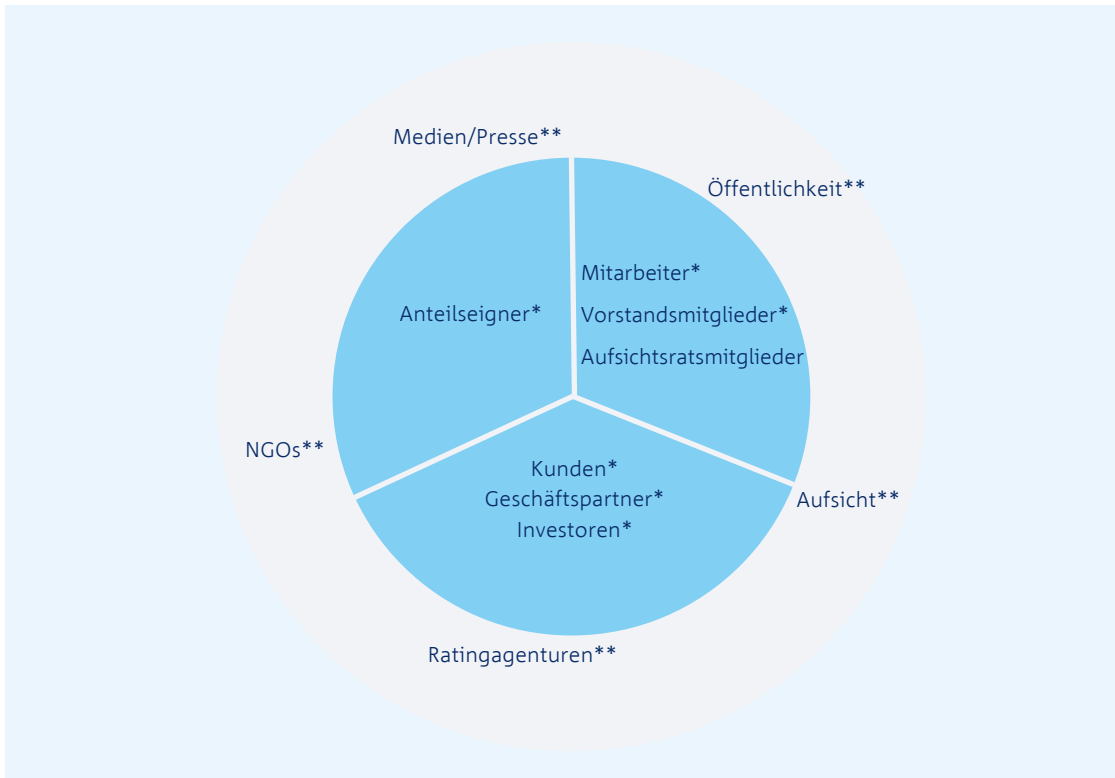 Medien/Presse**
Öffentlichkeit**
Mitarbeiter*
Anteilseigner*
Vorstandsmitglieder*
Aufsichtsratsmitglieder
NGOs**
Kunden*
Geschäftspartner*
Aufsicht**
Investoren*
Ratingagenturen**